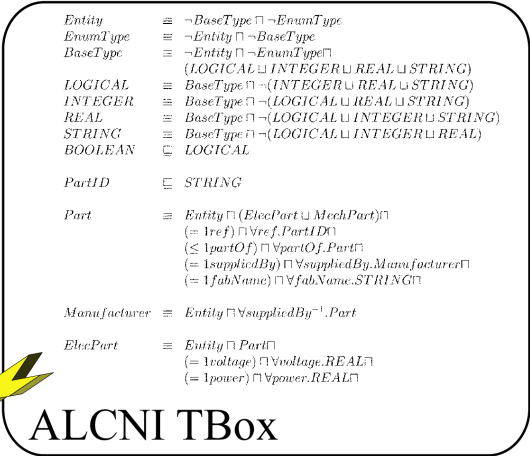 Entity ≡ ¬BaseType ⊓ ¬EnumType
EnumType ≡ ¬Entity ⊓ ¬BaseType
BaseType ≡ ¬Entity ⊓ ¬EnumType⊓
(LOGICAL ⊔ INTEGER ⊔ REAL ⊔ STRING)
LOGICAL ≡ BaseType ⊓ ¬(INTEGER ⊔ REAL ⊔ STRING)
INTEGER ≡ BaseType ⊓ ¬(LOGICAL ⊔ REAL ⊔ STRING)
REAL ≡ BaseType ⊓ ¬(LOGICAL ⊔ INTEGER ⊔ STRING)
STRING ≡ BaseType ⊓ ¬(LOGICAL ⊔ INTEGER ⊔ REAL)
BOOLEAN ⊑ LOGICAL
PartID ⊑ STRING
Part ≡ Entity ⊓ (ElecPart ⊔ MechPart)⊓
(= 1ref) ⊓ ∀ref.PartID⊓
(≤ 1partOf) ⊓ ∀partOf.Part⊓
(= 1suppliedBy) ⊓ ∀suppliedBy.Manufacturer⊓
(= 1fabName) ⊓ ∀fabName.STRING⊓
Manufacturer ≡ Entity ⊓ ∀suppliedBy⁻¹.Part
ElecPart ≡ Entity ⊓ Part⊓
(= 1voltage) ⊓ ∀voltage.REAL⊓
(= 1power) ⊓ ∀power.REAL⊓
ALCNI TBox